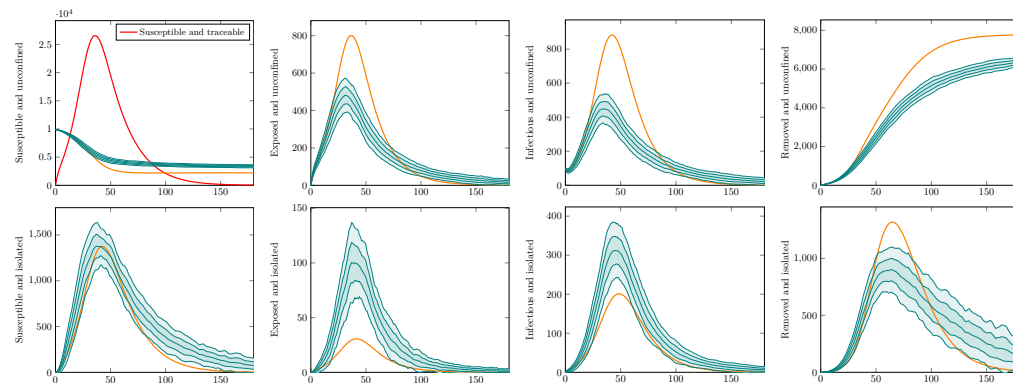 ·10⁴
Susceptible and traceable
Susceptible and unconfined
2.5
2
1.5
1
0.5
0
0 50 100 150
Exposed and unconfined
800
600
400
200
0
0 50 100 150
Infectious and unconfined
800
600
400
200
0
0 50 100 150
Removed and unconfined
8,000
6,000
4,000
2,000
0
0 50 100 150
Susceptible and isolated
1,500
1,000
500
0
0 50 100 150
Exposed and isolated
150
100
50
0
0 50 100 150
Infectious and isolated
400
300
200
100
0
0 50 100 150
Removed and isolated
1,000
500
0
0 50 100 150